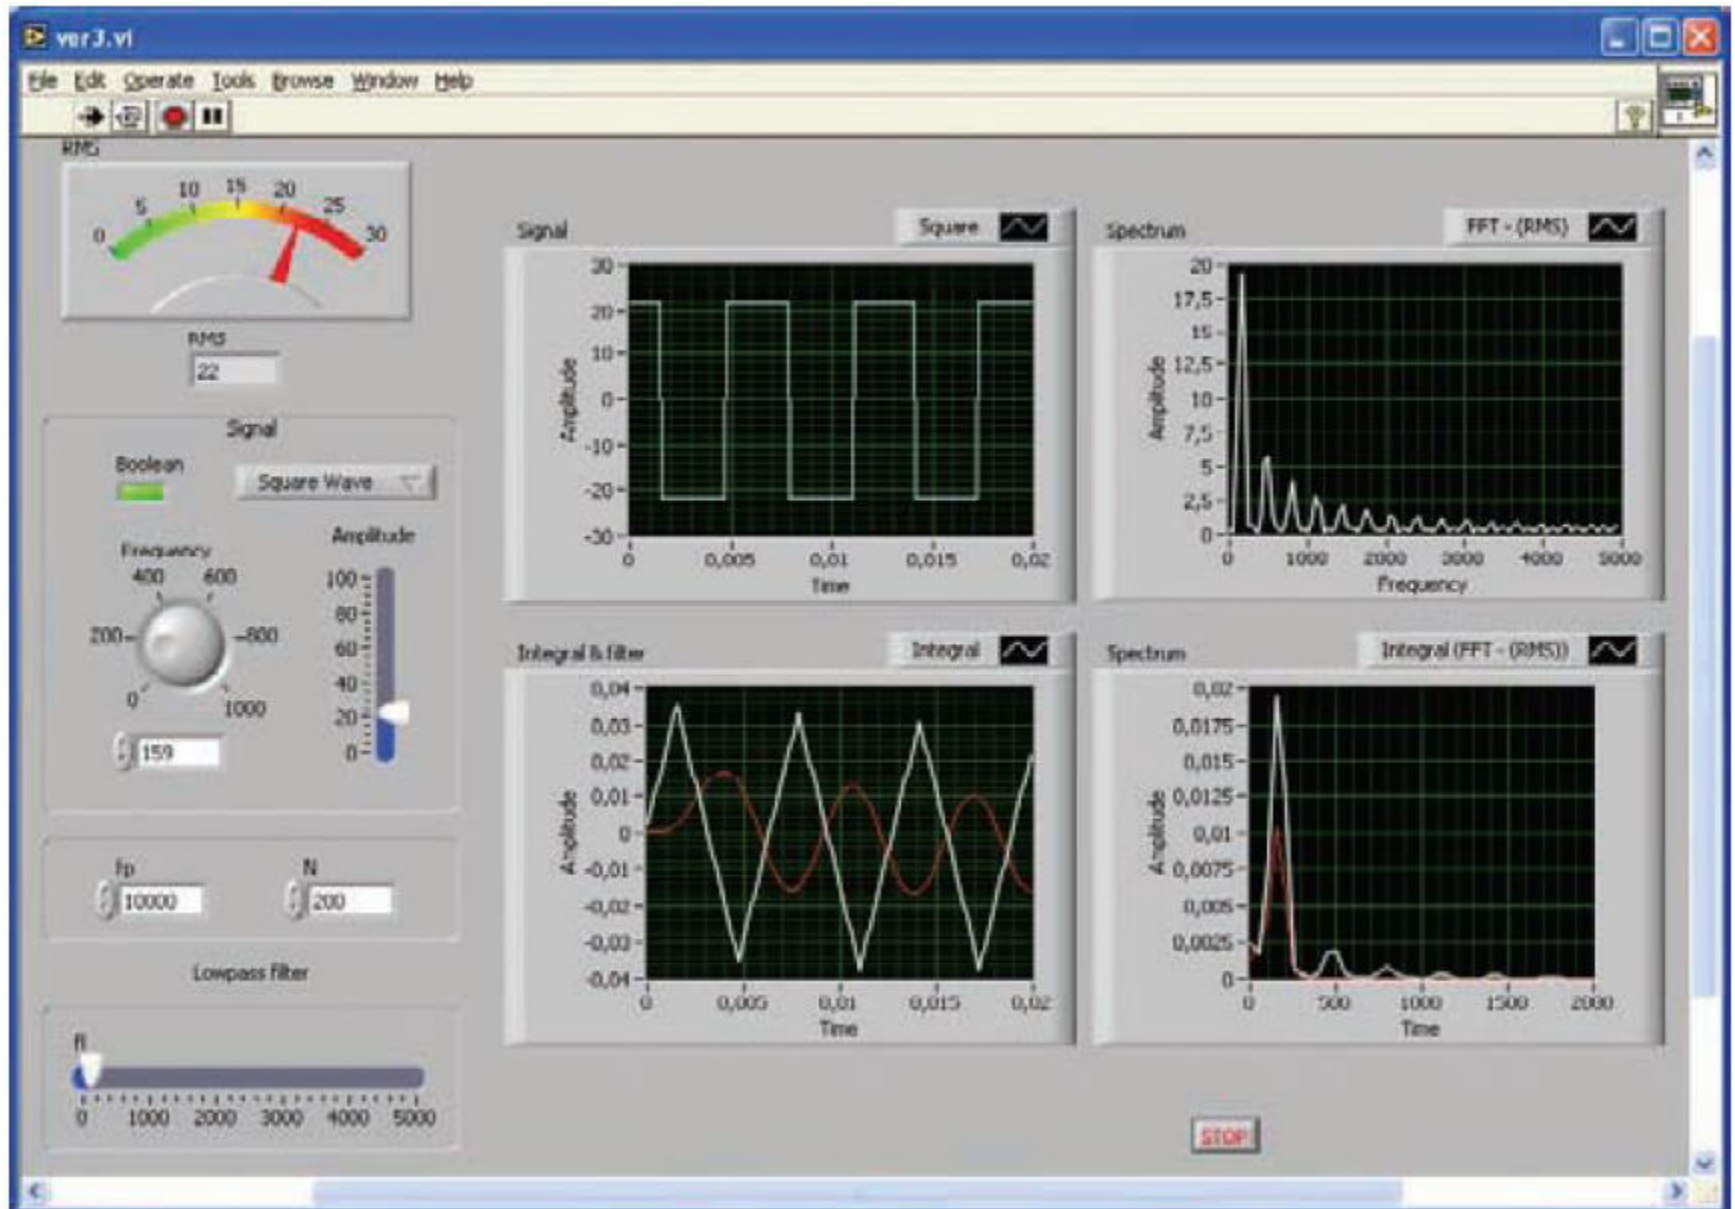 ver3.vi
File Edit Operate Tools Browse Window Help
RMS
0 5 10 15 20 25 30
RMS
22
Signal
Boolean
Square Wave
Frequency
0 200 400 600 800 1000
159
Amplitude
100
80
60
40
20
0
Fp
10000
N
200
Lowpass filter
fl
0 1000 2000 3000 4000 5000
Signal
Square
Amplitude
30
20
10
0
-10
-20
-30
0 0,005 0,01 0,015 0,02
Time
Spectrum
FFT - (RMS)
Amplitude
20
17,5
15
12,5
10
7,5
5
2,5
0
0 1000 2000 3000 4000 5000
Frequency
Integral & filter
Integral
Amplitude
0,04
0,03
0,02
0,01
0
-0,01
-0,02
-0,03
-0,04
0 0,005 0,01 0,015 0,02
Time
Spectrum
Integral (FFT - (RMS))
Amplitude
0,02
0,0175
0,015
0,0125
0,01
0,0075
0,005
0,0025
0
0 500 1000 1500 2000
Time
STOP